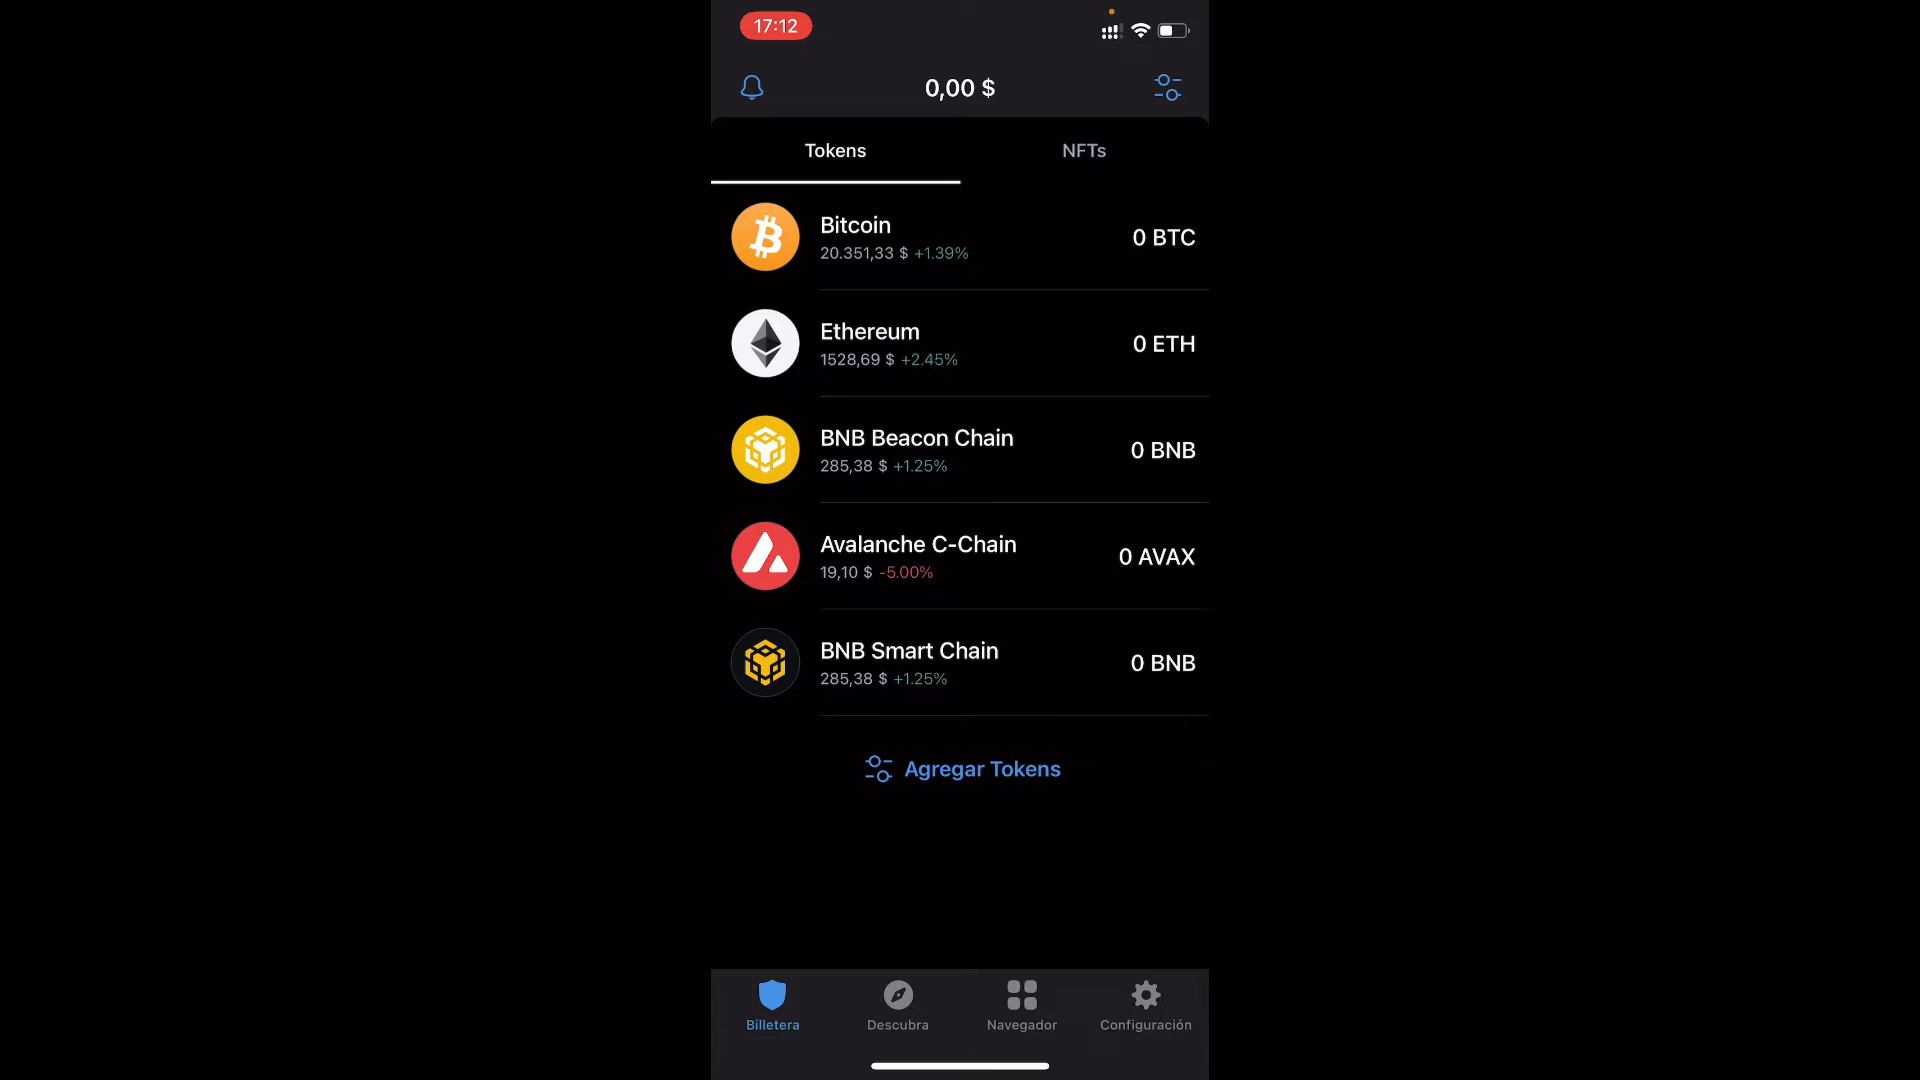 17:12
0,00 $
Tokens NFTs
Bitcoin
20.351,33 $ +1.39%
0 BTC
Ethereum
1528,69 $ +2.45%
0 ETH
BNB Beacon Chain
285,38 $ +1.25%
0 BNB
Avalanche C-Chain
19,10 $ -5.00%
0 AVAX
BNB Smart Chain
285,38 $ +1.25%
0 BNB
Agregar Tokens
Billetera Descubra Navegador Configuración